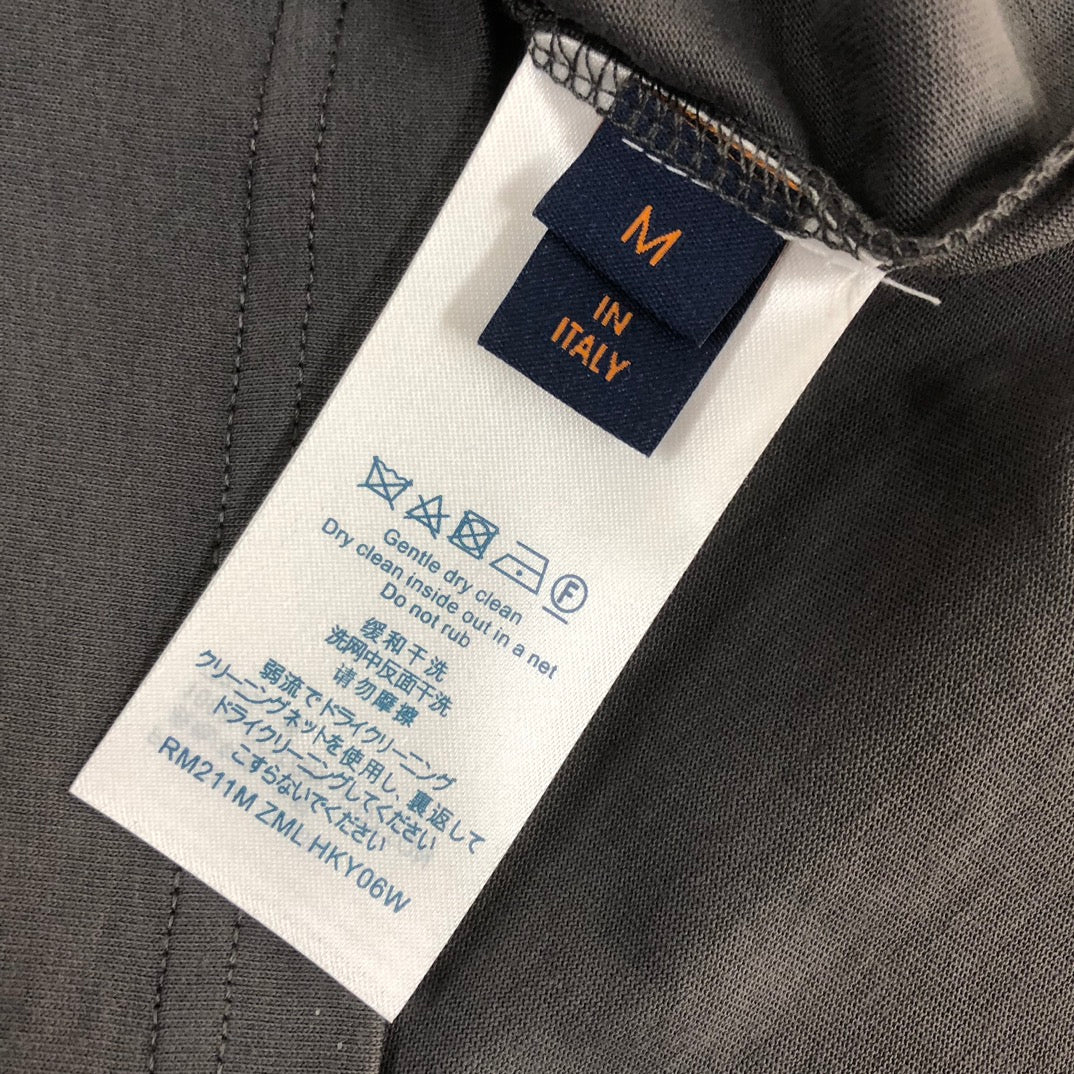 M
IN
ITALY
F
Gentle dry clean
Dry clean inside out in a net
Do not rub
缓和干洗
洗网中反面干洗
请勿摩擦
弱流でドライクリーニング
クリーニングネットを使用し、裏返して
ドライクリーニングしてください
こすらないでください
RM211M ZML HKY06W